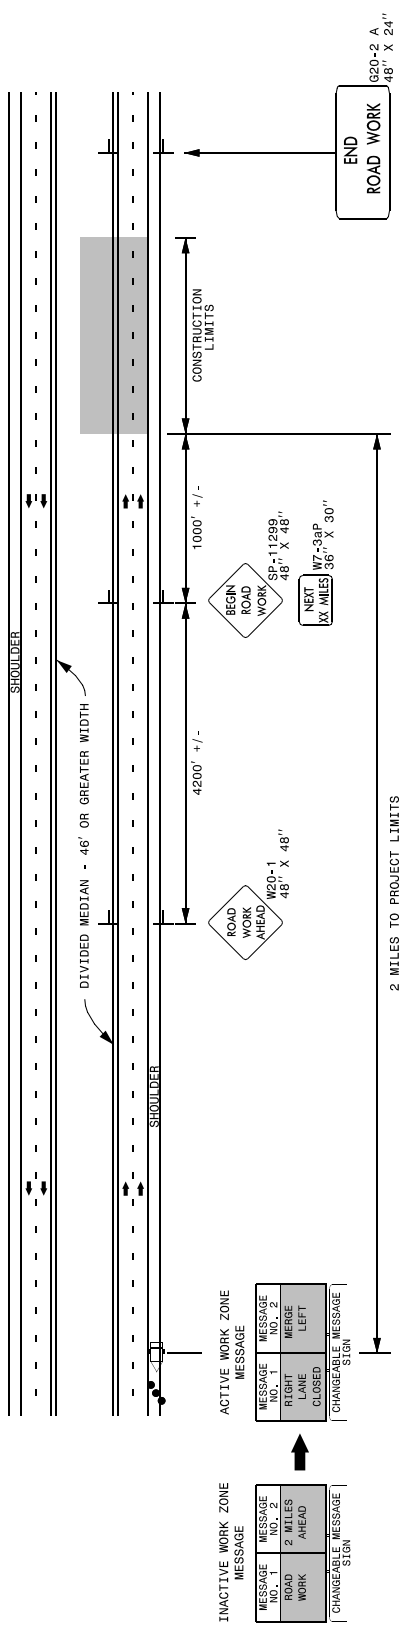 SHOULDER
DIVIDED MEDIAN - 46' OR GREATER WIDTH
SHOULDER
INACTIVE WORK ZONE
MESSAGE
MESSAGE
NO. 1
MESSAGE
NO. 2
ROAD
WORK
2 MILES
AHEAD
CHANGEABLE MESSAGE
SIGN
ACTIVE WORK ZONE
MESSAGE
MESSAGE
NO. 1
MESSAGE
NO. 2
RIGHT
LANE
CLOSED
MERGE
LEFT
CHANGEABLE MESSAGE
SIGN
4200' +/-
1000' +/-
CONSTRUCTION
LIMITS
ROAD
WORK
AHEAD
W20-1
48" X 48"
BEGIN
ROAD
WORK
SP-11299
48" X 48"
NEXT
XX MILES
W7-3aP
36" X 30"
END
ROAD WORK
G20-2 A
48" X 24"
2 MILES TO PROJECT LIMITS